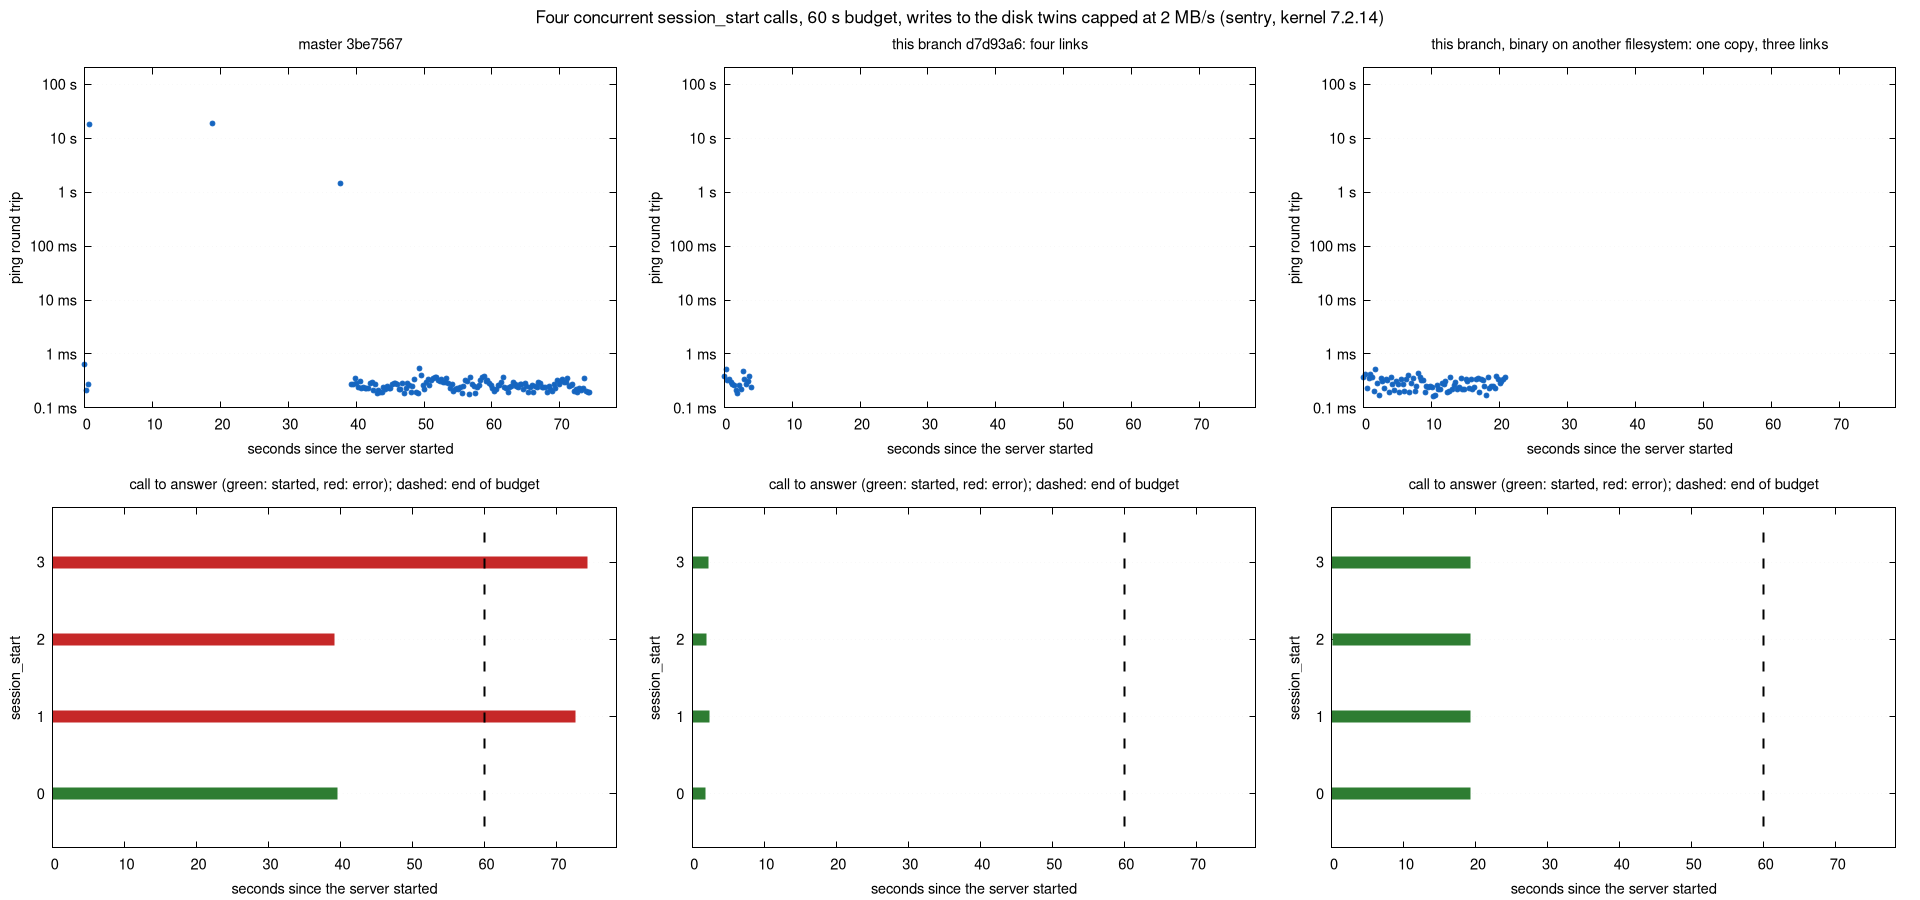 Four concurrent session_start calls, 60 s budget, writes to the disk twins capped at 2 MB/s (sentry, kernel 7.2.14)
master 3be7567
100 s
10 s
1 s
100 ms
10 ms
1 ms
0.1 ms
ping round trip
0 10 20 30 40 50 60 70
seconds since the server started
this branch d7d93a6: four links
100 s
10 s
1 s
100 ms
10 ms
1 ms
0.1 ms
ping round trip
0 10 20 30 40 50 60 70
seconds since the server started
this branch, binary on another filesystem: one copy, three links
100 s
10 s
1 s
100 ms
10 ms
1 ms
0.1 ms
ping round trip
0 10 20 30 40 50 60 70
seconds since the server started
call to answer (green: started, red: error); dashed: end of budget
3
2
1
0
session_start
0 10 20 30 40 50 60 70
seconds since the server started
call to answer (green: started, red: error); dashed: end of budget
3
2
1
0
session_start
0 10 20 30 40 50 60 70
seconds since the server started
call to answer (green: started, red: error); dashed: end of budget
3
2
1
0
session_start
0 10 20 30 40 50 60 70
seconds since the server started